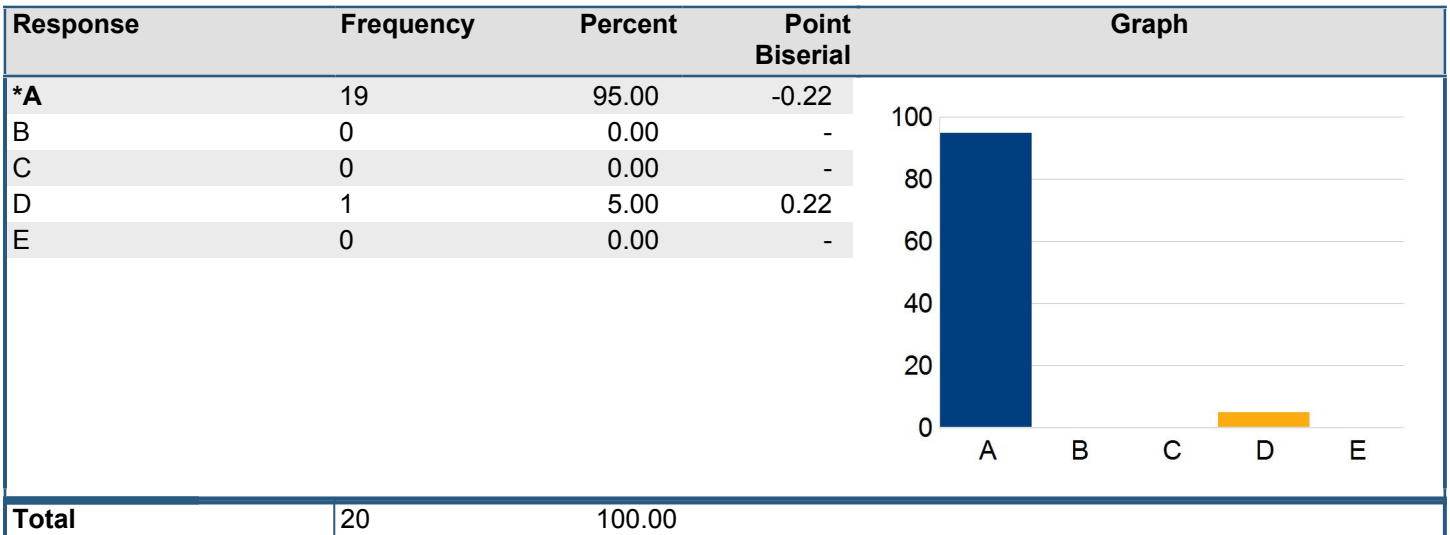 Response Frequency Percent Point Biserial Graph
*A 19 95.00 -0.22
B 0 0.00 -
C 0 0.00 -
D 1 5.00 0.22
E 0 0.00 -
100
80
60
40
20
0
A B C D E
Total 20 100.00